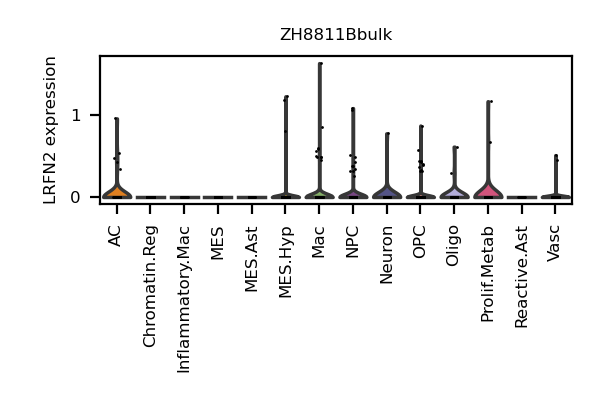 ZH8811Bbulk
LRFN2 expression
1
0
AC
Chromatin.Reg
Inflammatory.Mac
MES
MES.Ast
MES.Hyp
Mac
NPC
Neuron
OPC
Oligo
Prolif.Metab
Reactive.Ast
Vasc